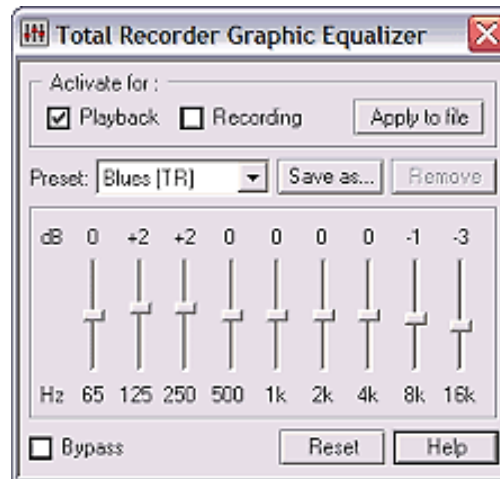 Total Recorder Graphic Equalizer
Activate for :
Playback Recording Apply to file
Preset: Blues (TR) Save as... Remove
dB 0 +2 +2 0 0 0 0 -1 -3
Hz 65 125 250 500 1k 2k 4k 8k 16k
Bypass Reset Help